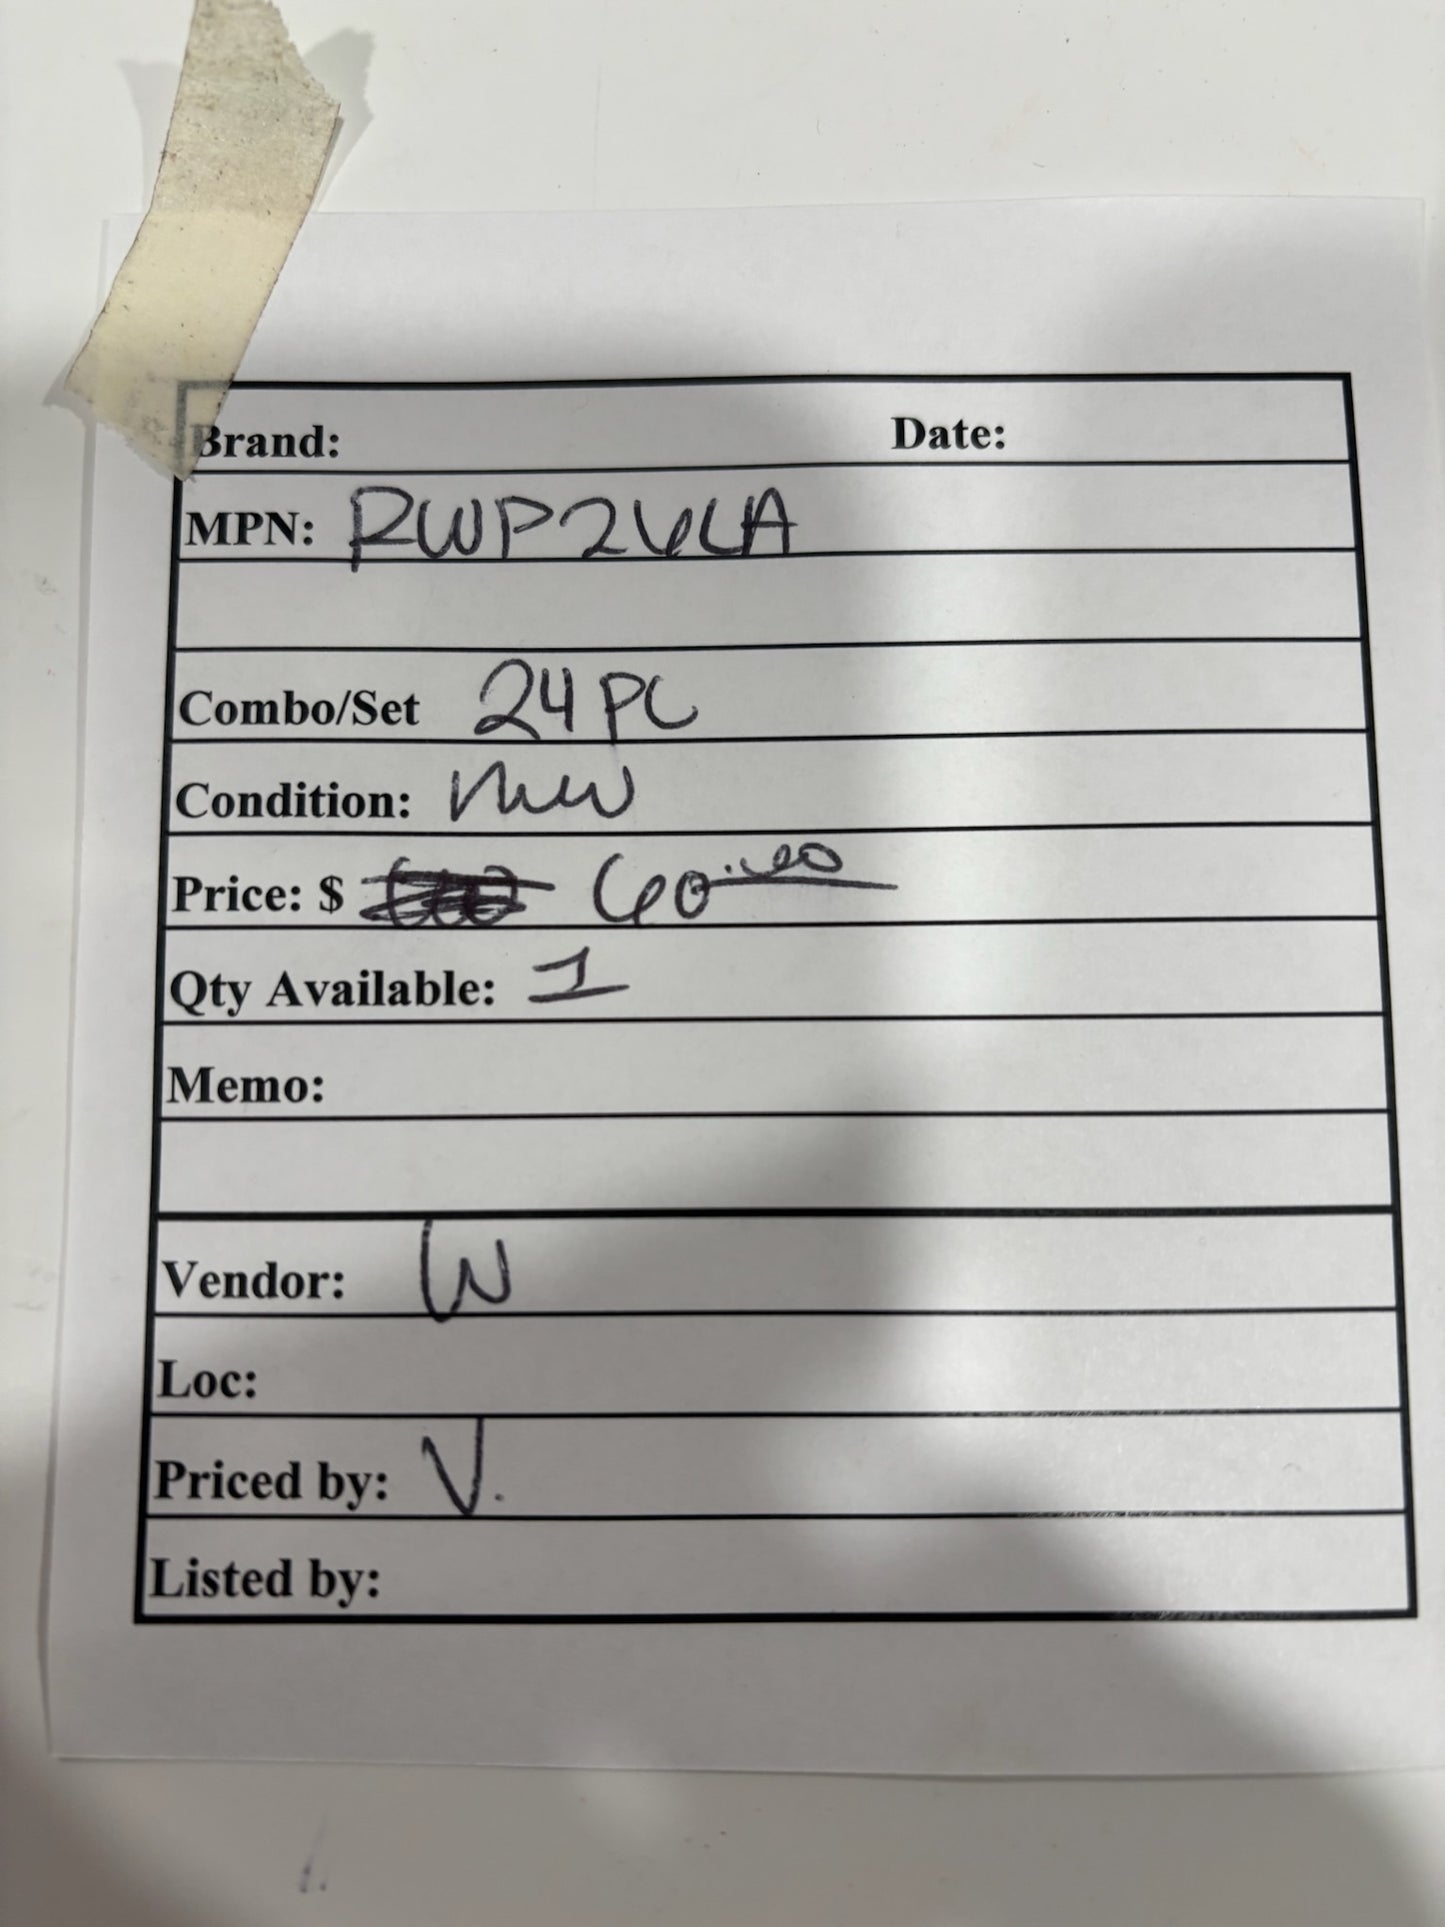 Brand: Date:
MPN: RWP26LA
Combo/Set 24 PC
Condition: new
Price: $ 60.00
Qty Available: 1
Memo:
Vendor: W
Loc:
Priced by: V.
Listed by: